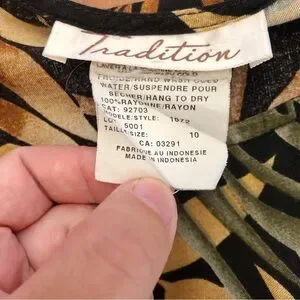 Tradition
WATER/SUSPENDRE POUR
SECHER/HANG TO DRY
100%RAYONNE/RAYON
CAT: 92703
MODELE/STYLE:
LOT: 5001
TAILLE/SIZE: 10
CA: 03291
FABRIQUE AU INDONESIE
MADE IN INDONESIA